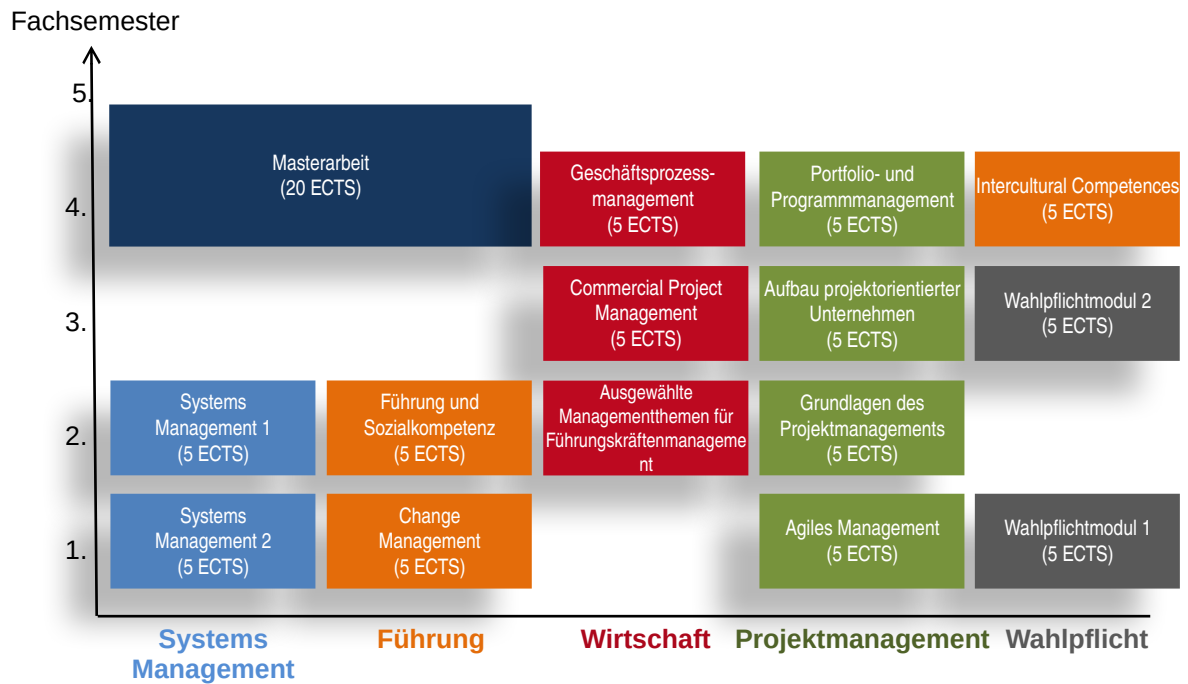 Fachsemester
5.
Masterarbeit
(20 ECTS)
Geschäftsprozess-
management
(5 ECTS)
Portfolio- und
Programmmanagement
(5 ECTS)
Intercultural Competences
(5 ECTS)
4.
Commercial Project
Management
(5 ECTS)
Aufbau projektorientierter
Unternehmen
(5 ECTS)
Wahlpflichtmodul 2
(5 ECTS)
3.
Systems
Management 1
(5 ECTS)
Führung und
Sozialkompetenz
(5 ECTS)
Ausgewählte
Managementthemen für
Führungskräftenmanageme
nt
Grundlagen des
Projektmanagements
(5 ECTS)
2.
Systems
Management 2
(5 ECTS)
Change
Management
(5 ECTS)
Agiles Management
(5 ECTS)
Wahlpflichtmodul 1
(5 ECTS)
1.
Systems
Management
Führung
Wirtschaft
Projektmanagement
Wahlpflicht